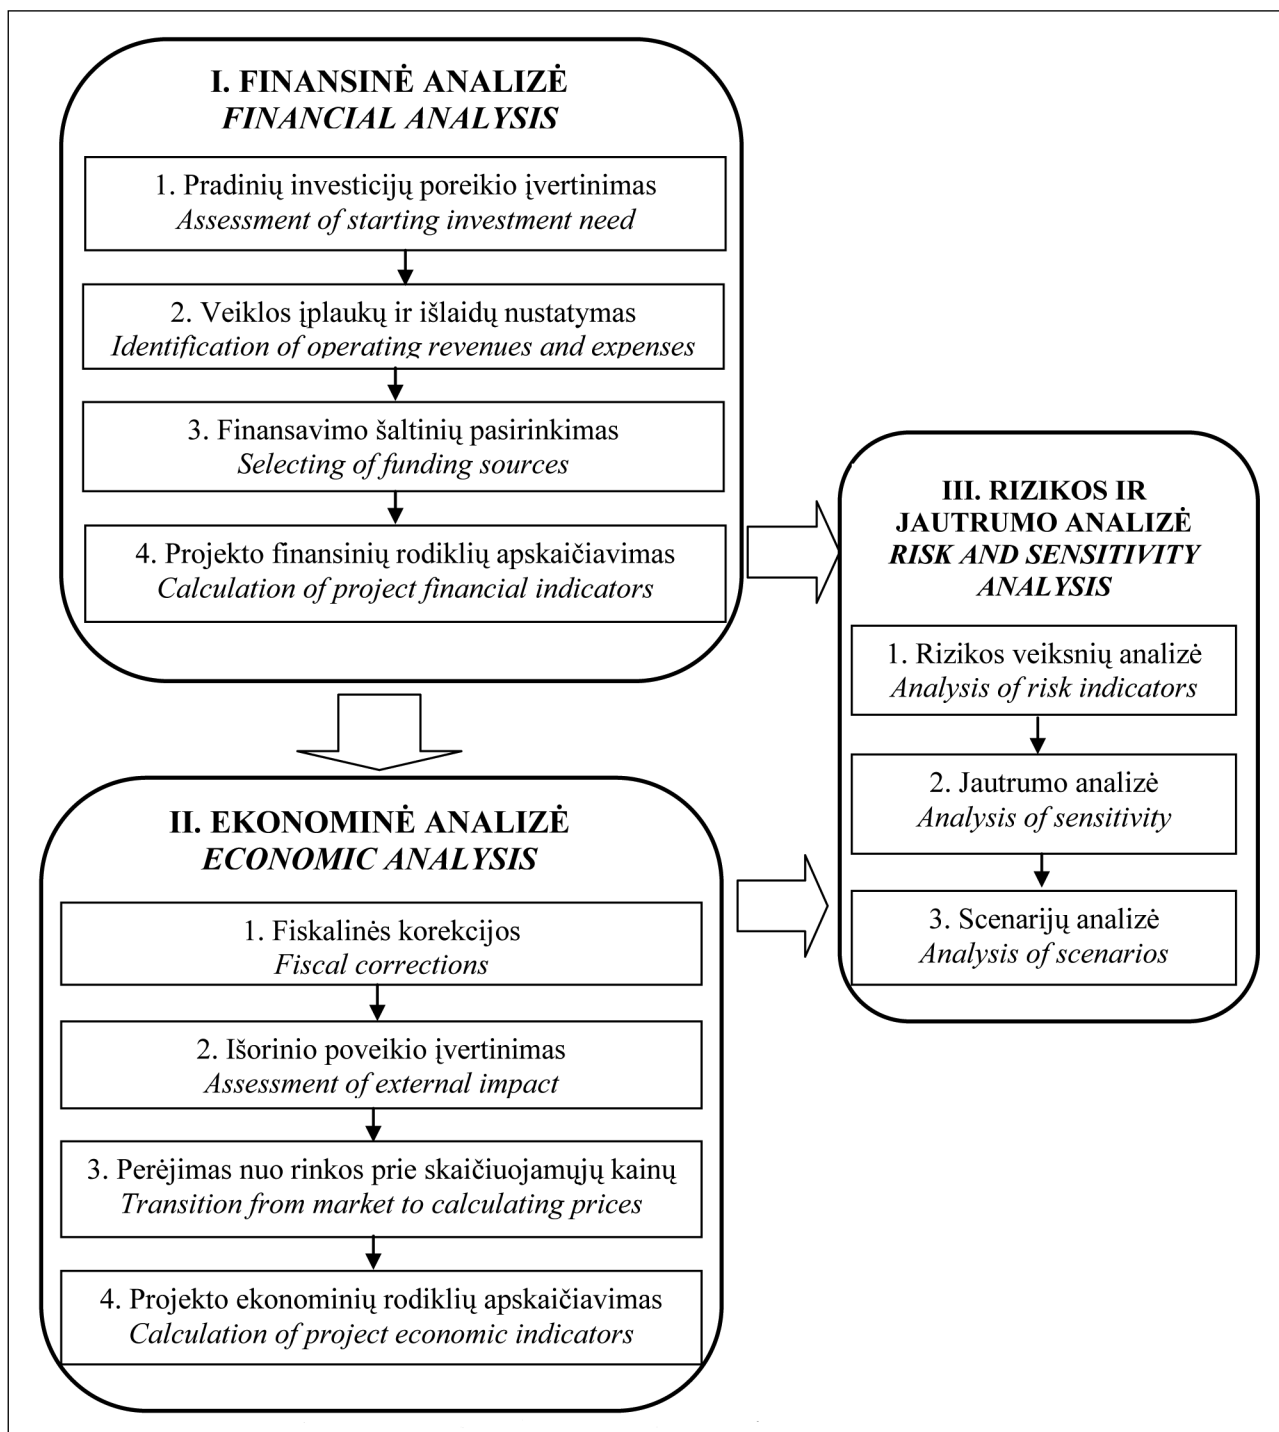 I. FINANSINĖ ANALIZĖ
FINANCIAL ANALYSIS
1. Pradinių investicijų poreikio įvertinimas
Assessment of starting investment need
2. Veiklos įplaukų ir išlaidų nustatymas
Identification of operating revenues and expenses
3. Finansavimo šaltinių pasirinkimas
Selecting of funding sources
4. Projekto finansinių rodiklių apskaičiavimas
Calculation of project financial indicators
II. EKONOMINĖ ANALIZĖ
ECONOMIC ANALYSIS
1. Fiskalinės korekcijos
Fiscal corrections
2. Išorinio poveikio įvertinimas
Assessment of external impact
3. Perėjimas nuo rinkos prie skaičiuojamųjų kainų
Transition from market to calculating prices
4. Projekto ekonominių rodiklių apskaičiavimas
Calculation of project economic indicators
III. RIZIKOS IR
JAUTRUMO ANALIZĖ
RISK AND SENSITIVITY
ANALYSIS
1. Rizikos veiksnių analizė
Analysis of risk indicators
2. Jautrumo analizė
Analysis of sensitivity
3. Scenarijų analizė
Analysis of scenarios